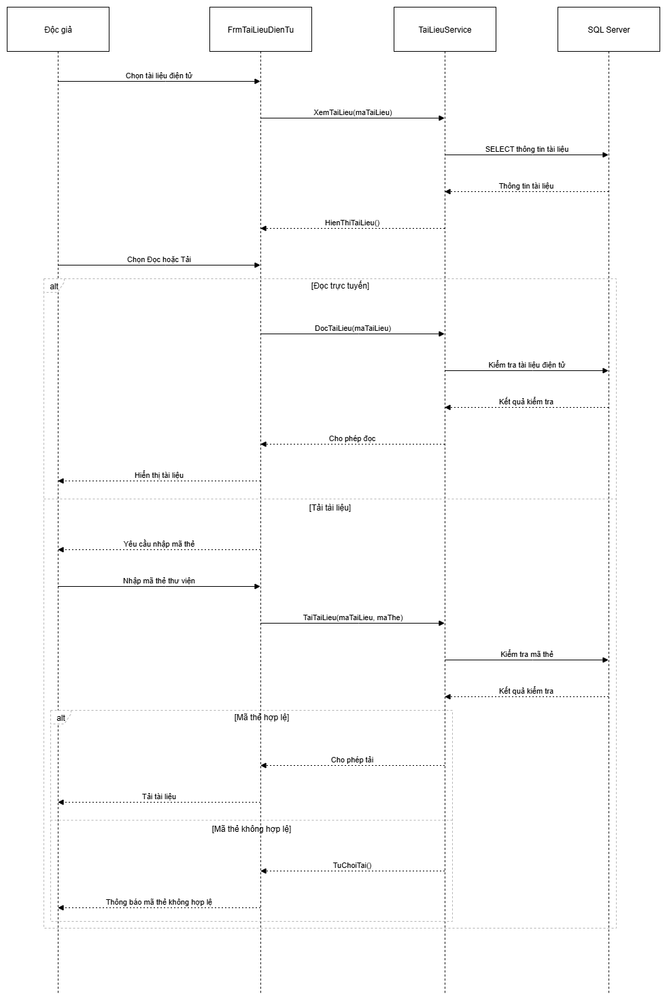 Độc giả
FrmTaiLieuDienTu
TaiLieuService
SQL Server
Chọn tài liệu điện tử
XemTaiLieu(maTaiLieu)
SELECT thông tin tài liệu
Thông tin tài liệu
HienThiTaiLieu()
Chọn Đọc hoặc Tải
alt
[Đọc trực tuyến]
DocTaiLieu(maTaiLieu)
Kiểm tra tài liệu điện tử
Kết quả kiểm tra
Cho phép đọc
Hiển thị tài liệu
[Tải tài liệu]
Yêu cầu nhập mã thẻ
Nhập mã thẻ thư viện
TaiTaiLieu(maTaiLieu, maThe)
Kiểm tra mã thẻ
Kết quả kiểm tra
alt
[Mã thẻ hợp lệ]
Cho phép tải
Tải tài liệu
[Mã thẻ không hợp lệ]
TuChoiTai()
Thông báo mã thẻ không hợp lệ